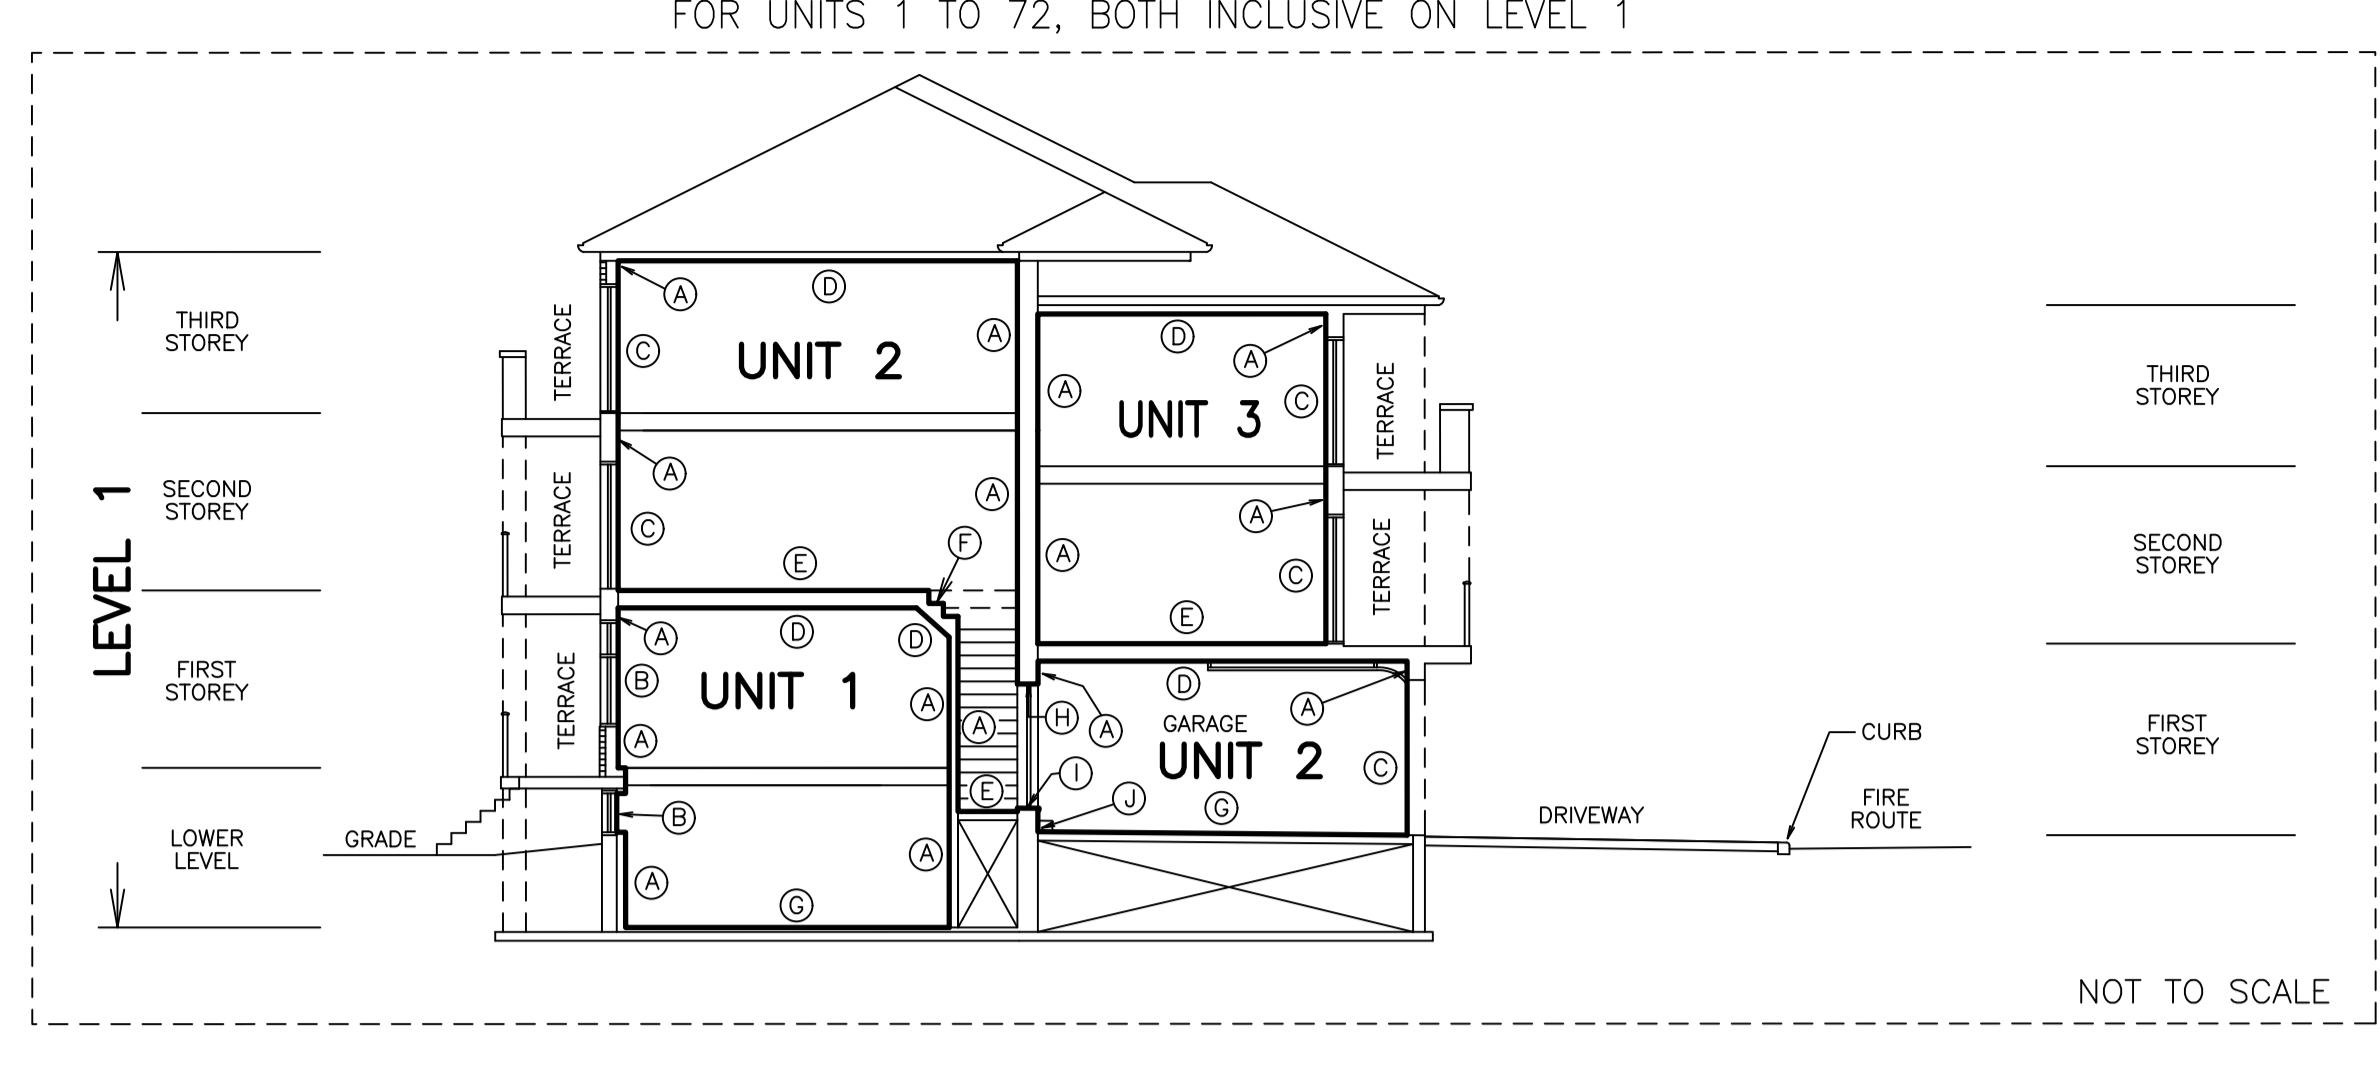 FOR UNITS 1 TO 72, BOTH INCLUSIVE ON LEVEL 1
LEVEL 1
THIRD
STOREY
SECOND
STOREY
FIRST
STOREY
LOWER
LEVEL
GRADE
TERRACE
TERRACE
TERRACE
A
D
C
A
UNIT 2
A
A
C
E
F
A
D
D
B
UNIT 1
A
A
A
E
B
A
A
G
D
A
A
C
UNIT 3
A
A
E
C
TERRACE
TERRACE
D
A
H
A
GARAGE
UNIT 2
I
J
G
C
DRIVEWAY
CURB
FIRE
ROUTE
THIRD
STOREY
SECOND
STOREY
FIRST
STOREY
NOT TO SCALE